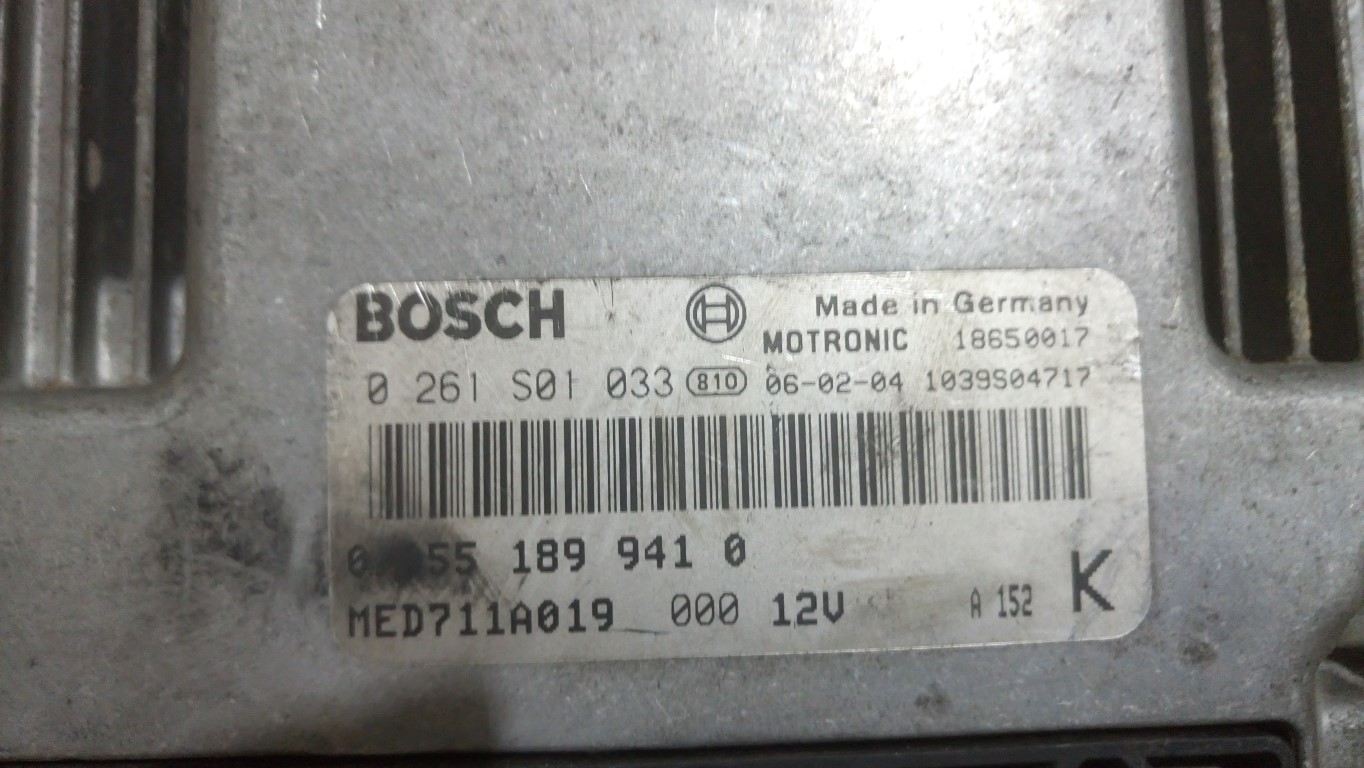 BOSCH Made in Germany
MOTRONIC 18650017
0 261 S01 033 810 06-02-04 1039S04717
55 189 941 0
MED711A019 000 12V A 152 K